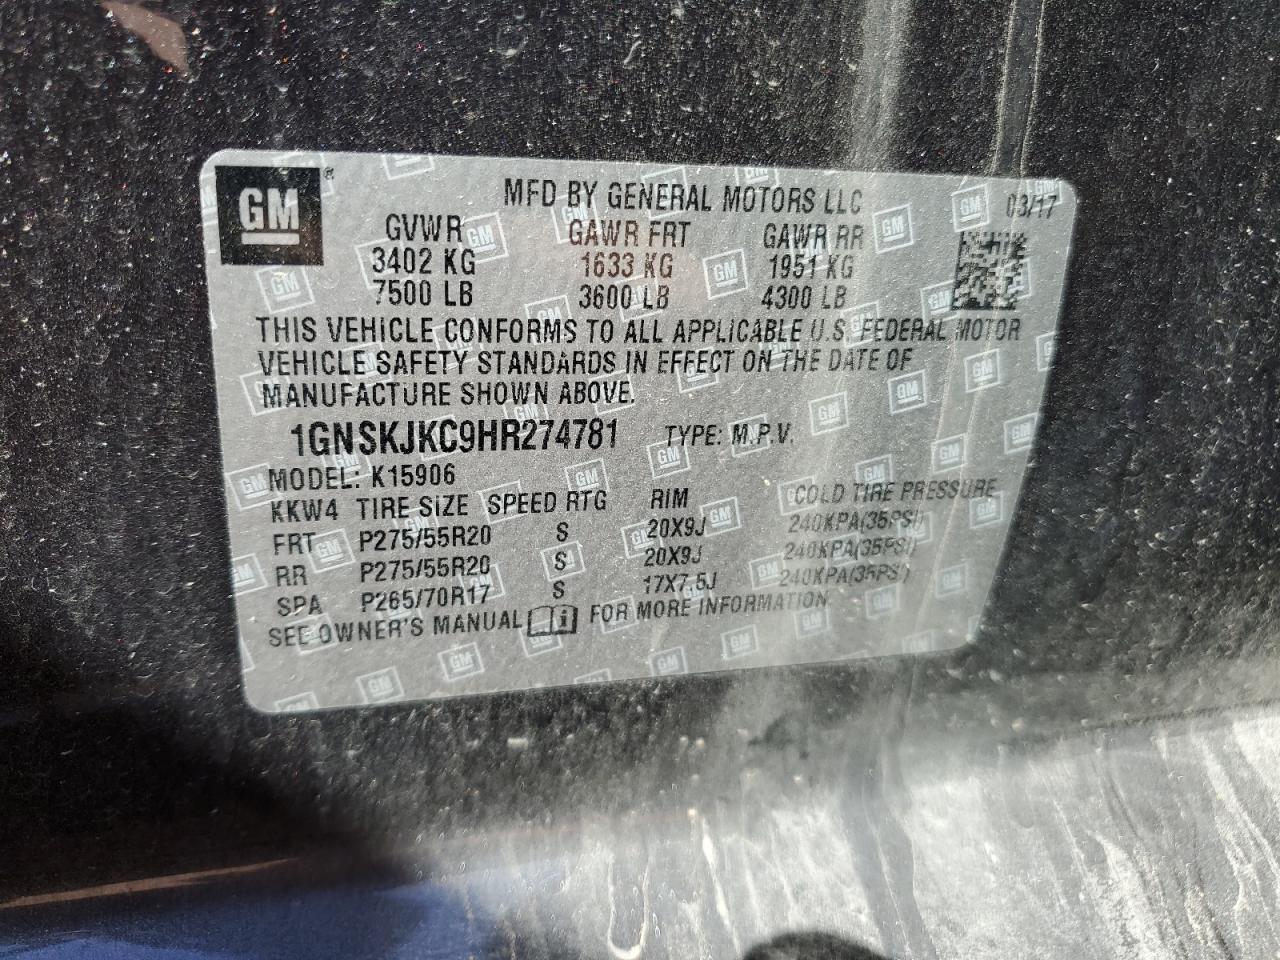 GM ®
MFD BY GENERAL MOTORS LLC 03/17
GVWR GAWR FRT GAWR RR
3402 KG 1633 KG 1951 KG
7500 LB 3600 LB 4300 LB
THIS VEHICLE CONFORMS TO ALL APPLICABLE U.S. FEDERAL MOTOR
VEHICLE SAFETY STANDARDS IN EFFECT ON THE DATE OF
MANUFACTURE SHOWN ABOVE.
1GNSKJKC9HR274781 TYPE: M.P.V.
MODEL: K15906
KKW4 TIRE SIZE SPEED RTG RIM COLD TIRE PRESSURE
FRT P275/55R20 S 20X9J 240KPA(35PSI)
RR P275/55R20 S 20X9J 240KPA(35PSI)
SPA P265/70R17 S 17X7.5J 240KPA(35PSI)
SEE OWNER'S MANUAL i FOR MORE INFORMATION.